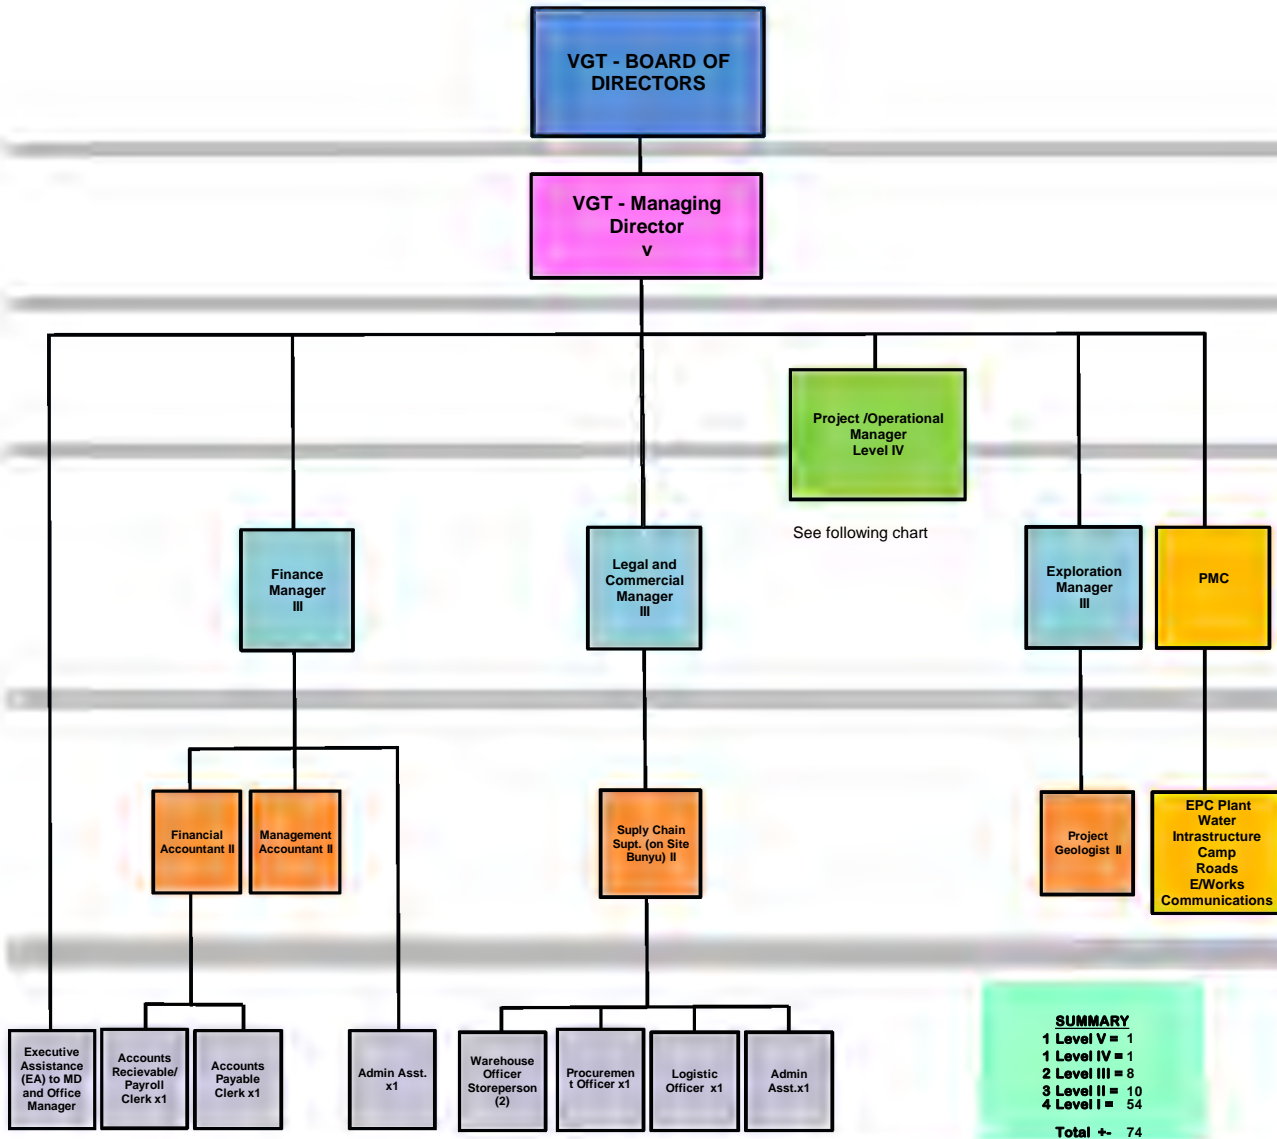 VGT - BOARD OF
DIRECTORS
VGT - Managing
Director
v
Project /Operational
Manager
Level IV
See following chart
Finance
Manager
III
Legal and
Commercial
Manager
III
Exploration
Manager
III
PMC
Financial
Accountant II
Management
Accountant II
Suply Chain
Supt. (on Site
Bunyu) II
Project
Geologist II
EPC Plant
Water
Intrastructure
Camp
Roads
E/Works
Communications
Executive
Assistance
(EA) to MD
and Office
Manager
Accounts
Recievable/
Payroll
Clerk x1
Accounts
Payable
Clerk x1
Admin Asst.
x1
Warehouse
Officer
Storeperson
(2)
Procuremen
t Officer x1
Logistic
Officer x1
Admin
Asst.x1
SUMMARY
1 Level V = 1
1 Level IV = 1
2 Level III = 8
3 Level II = 10
4 Level I = 54
Total +- 74